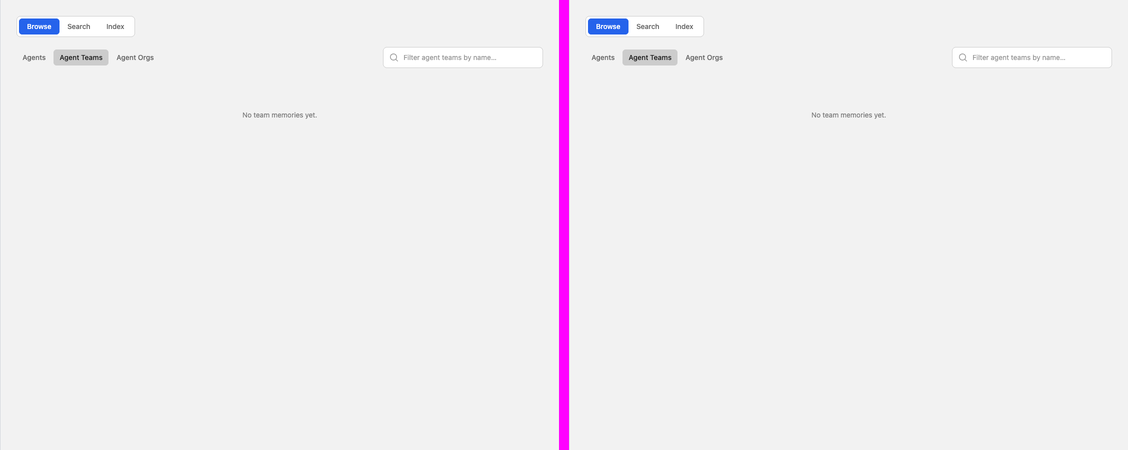 Browse Search Index
Agents Agent Teams Agent Orgs Filter agent teams by name...
No team memories yet.
Browse Search Index
Agents Agent Teams Agent Orgs Filter agent teams by name...
No team memories yet.